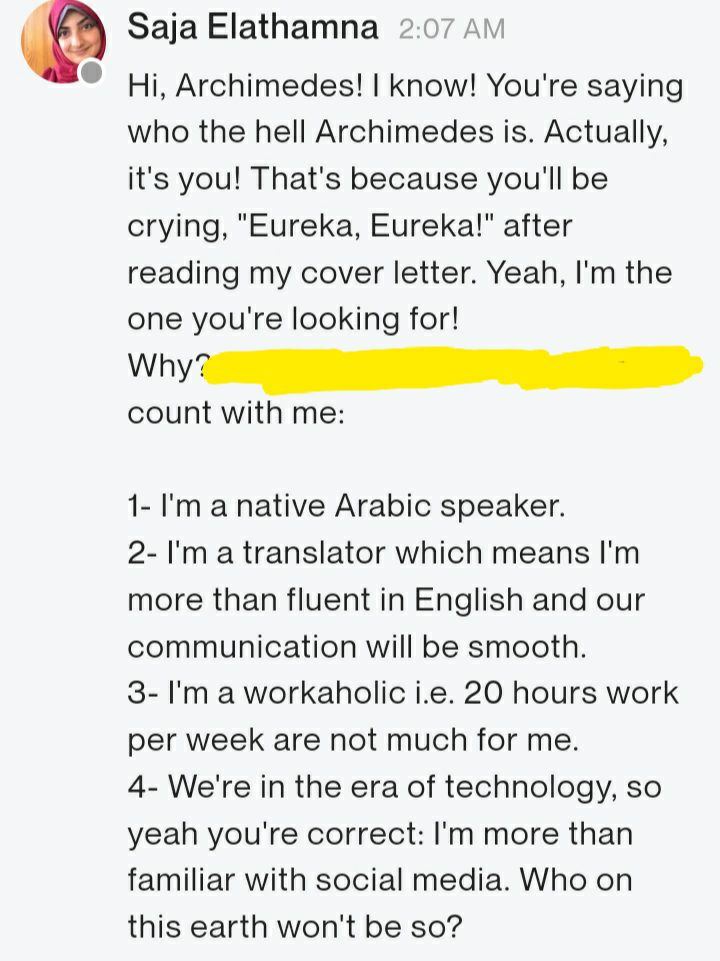 Saja Elathamna 2:07 AM
Hi, Archimedes! I know! You're saying
who the hell Archimedes is. Actually,
it's you! That's because you'll be
crying, "Eureka, Eureka!" after
reading my cover letter. Yeah, I'm the
one you're looking for!
Why?
count with me:
1- I'm a native Arabic speaker.
2- I'm a translator which means I'm
more than fluent in English and our
communication will be smooth.
3- I'm a workaholic i.e. 20 hours work
per week are not much for me.
4- We're in the era of technology, so
yeah you're correct: I'm more than
familiar with social media. Who on
this earth won't be so?